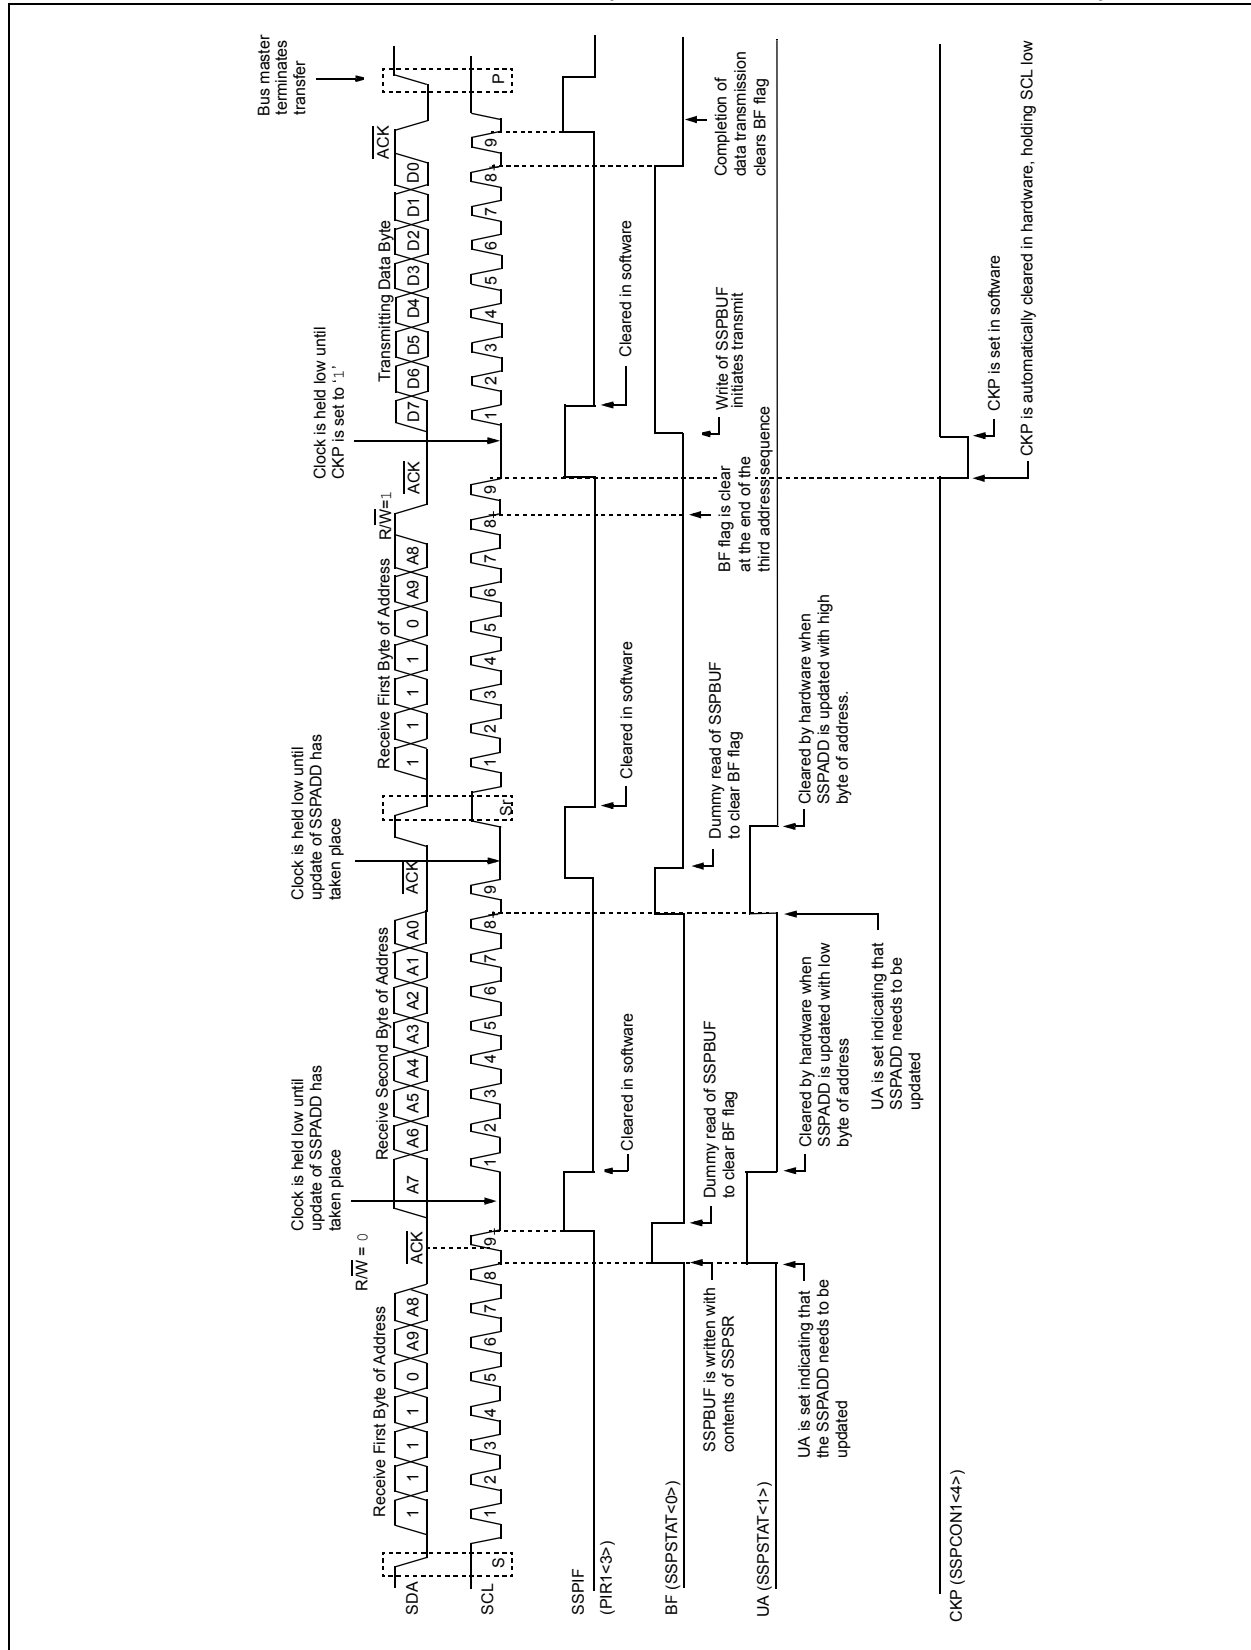 Bus master
terminates
transfer
Clock is held low until
CKP is set to ‘1’
Clock is held low until
update of SSPADD has
taken place
Clock is held low until
update of SSPADD has
taken place
R/W = 0
Receive First Byte of Address
ACK
Receive Second Byte of Address
ACK
Receive First Byte of Address
R/W=1
ACK
Transmitting Data Byte
ACK
SDA
1 1 1 1 0 A9 A8
A7 A6 A5 A4 A3 A2 A1 A0
1 1 1 1 0 A9 A8
D7 D6 D5 D4 D3 D2 D1 D0
SCL
S
1 2 3 4 5 6 7 8 9
1 2 3 4 5 6 7 8 9
Sr
1 2 3 4 5 6 7 8 9
1 2 3 4 5 6 7 8 9
P
SSPIF
(PIR1<3>)
Cleared in software
Cleared in software
Cleared in software
BF (SSPSTAT<0>)
SSPBUF is written with
contents of SSPSR
Dummy read of SSPBUF
to clear BF flag
Dummy read of SSPBUF
to clear BF flag
BF flag is clear
at the end of the
third address sequence
Write of SSPBUF
initiates transmit
Completion of
data transmission
clears BF flag
UA (SSPSTAT<1>)
UA is set indicating that
the SSPADD needs to be
updated
Cleared by hardware when
SSPADD is updated with low
byte of address
UA is set indicating that
SSPADD needs to be
updated
Cleared by hardware when
SSPADD is updated with high
byte of address.
CKP (SSPCON1<4>)
CKP is set in software
CKP is automatically cleared in hardware, holding SCL low